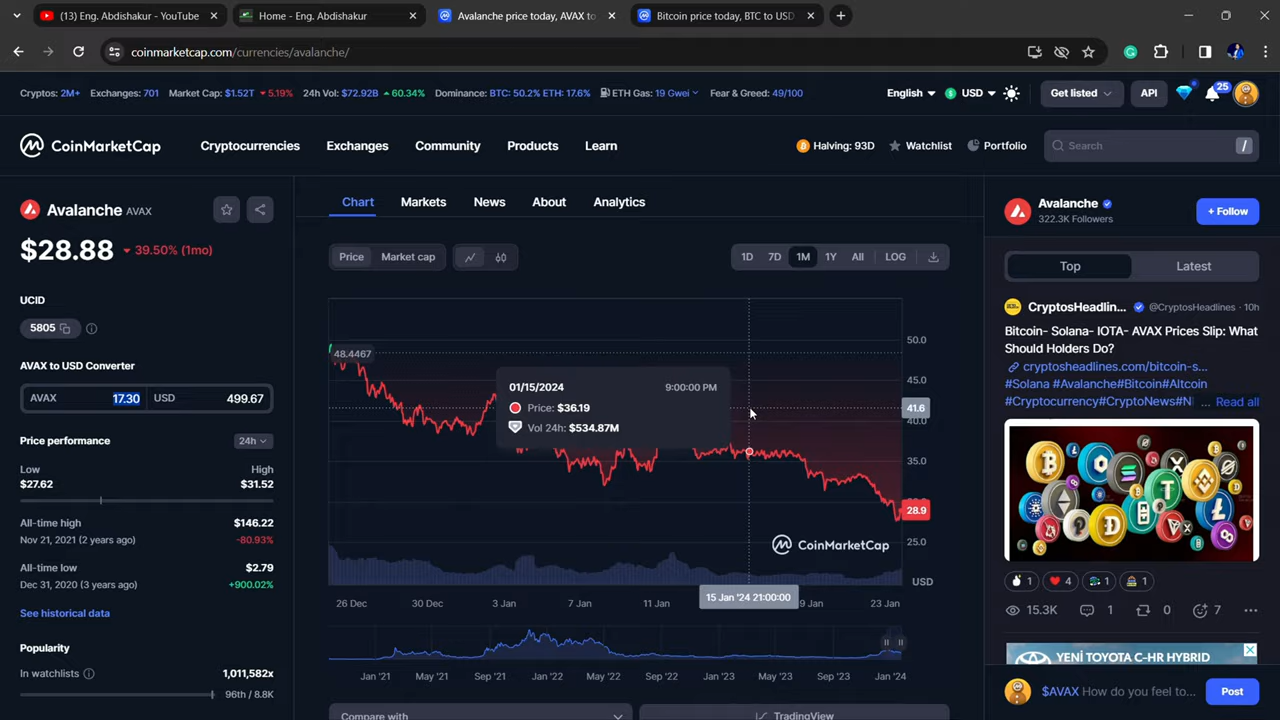 (13) Eng. Abdishakur - YouTube
Home - Eng. Abdishakur
Avalanche price today, AVAX to
Bitcoin price today, BTC to USD
coinmarketcap.com/currencies/avalanche/
Cryptos: 2M+ Exchanges: 701 Market Cap: $1.52T 5.19% 24h Vol: $72.92B 60.34% Dominance: BTC: 50.2% ETH: 17.6% ETH Gas: 19 Gwei Fear & Greed: 49/100
English USD Get listed API 25
CoinMarketCap
Cryptocurrencies Exchanges Community Products Learn
Halving: 93D Watchlist Portfolio Search /
Avalanche AVAX
$28.88 39.50% (1mo)
UCID
5805
AVAX to USD Converter
AVAX 17.30 USD 499.67
Price performance 24h
Low High
$27.62 $31.52
All-time high $146.22
Nov 21, 2021 (2 years ago) -80.93%
All-time low $2.79
Dec 31, 2020 (3 years ago) +900.02%
See historical data
Popularity
In watchlists 1,011,582x
96th / 8.8K
Chart Markets News About Analytics
Price Market cap
1D 7D 1M 1Y All LOG
48.4467
01/15/2024 9:00:00 PM
Price: $36.19
Vol 24h: $534.87M
50.0
45.0
41.6
40.0
35.0
28.9
25.0
USD
CoinMarketCap
26 Dec 30 Dec 3 Jan 7 Jan 11 Jan 15 Jan '24 21:00:00 9 Jan 23 Jan
Jan '21 May '21 Sep '21 Jan '22 May '22 Sep '22 Jan '23 May '23 Sep '23 Jan '24
Compare with
TradingView
Avalanche
322.3K Followers
+ Follow
Top Latest
CryptosHeadlin... @CryptosHeadlines · 10h
Bitcoin- Solana- IOTA- AVAX Prices Slip: What
Should Holders Do?
cryptosheadlines.com/bitcoin-s...
#Solana #Avalanche#Bitcoin#Altcoin
#Cryptocurrency#CryptoNews#N ... Read all
1 4 1 1
15.3K 1 0 7
YENİ TOYOTA C-HR HYBRID
$AVAX How do you feel to...
Post